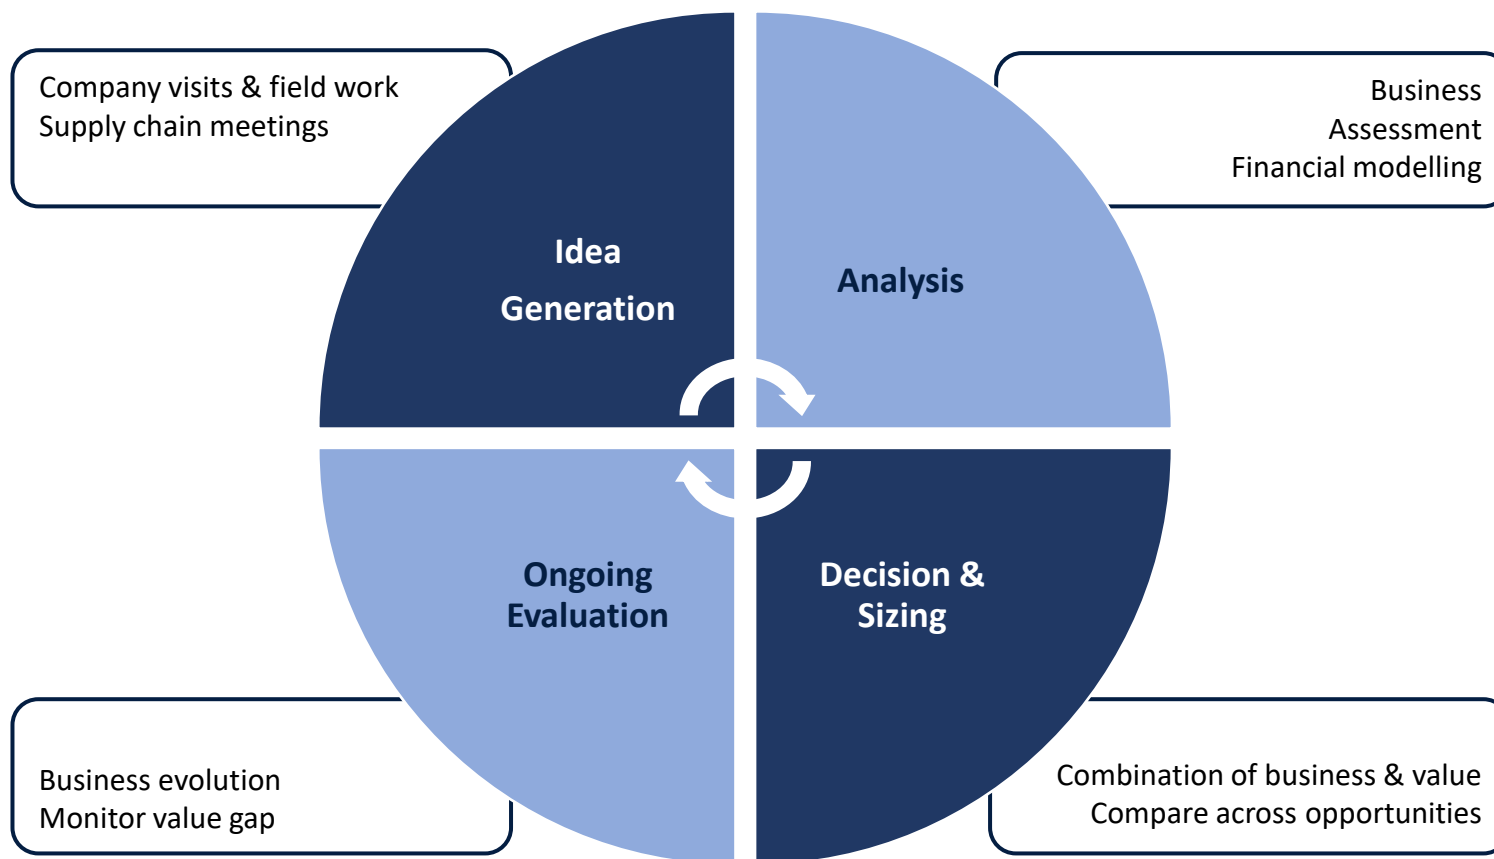 Company visits & field work
Supply chain meetings
Business
Assessment
Financial modelling
Idea
Generation
Analysis
Ongoing
Evaluation
Decision &
Sizing
Business evolution
Monitor value gap
Combination of business & value
Compare across opportunities